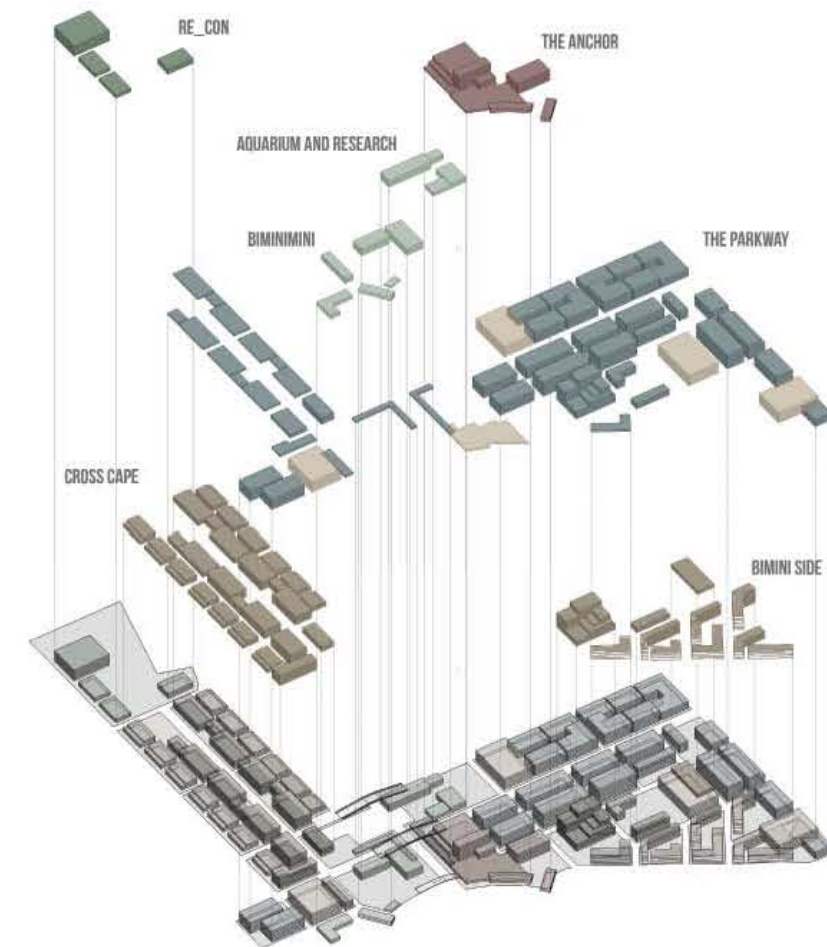 RE_CON
THE ANCHOR
AQUARIUM AND RESEARCH
BIMINIMINI
THE PARKWAY
CROSS CAPE
BIMINI SIDE